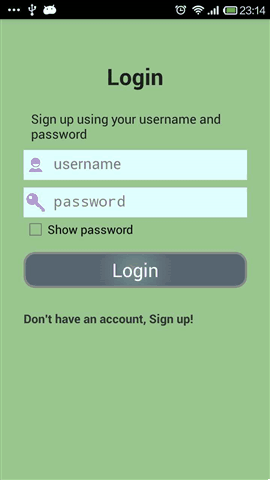 23:14
Login
Sign up using your username and
password
username
password
Show password
Login
Don't have an account, Sign up!